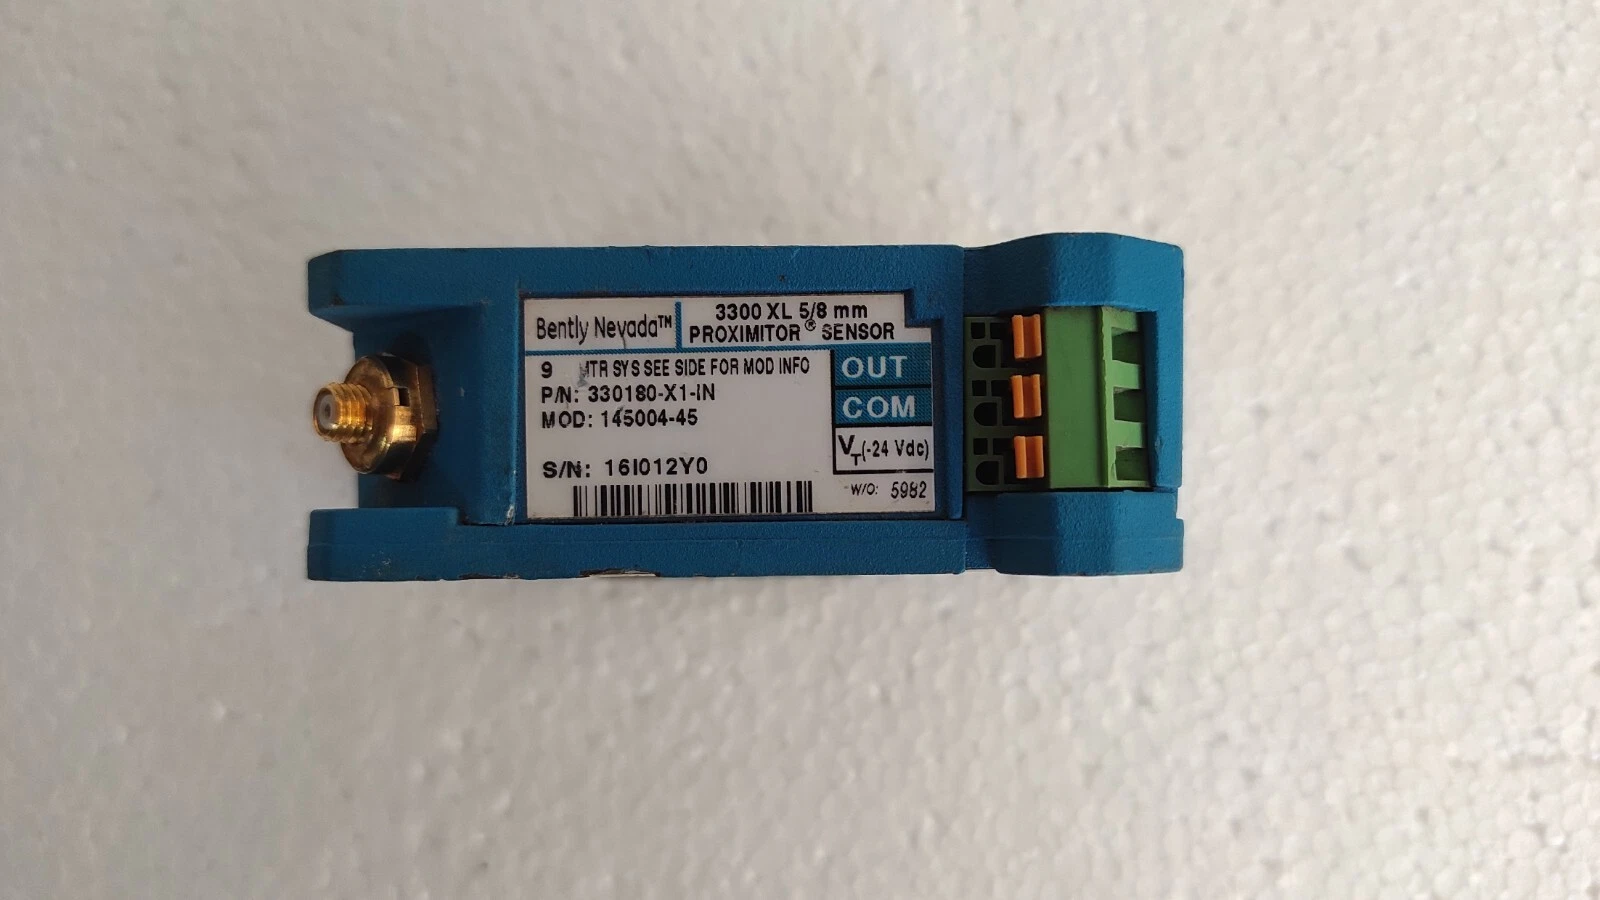 Bently Nevada™
3300 XL 5/8 mm
PROXIMITOR® SENSOR
9 MTR SYS SEE SIDE FOR MOD INFO
P/N: 330180-X1-IN
MOD: 145004-45
S/N: 16I012Y0
OUT
COM
VT(-24 Vdc)
W/O: 5982